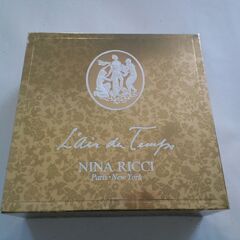 L'Air du Temps
NINA RICCI
Paris · New York